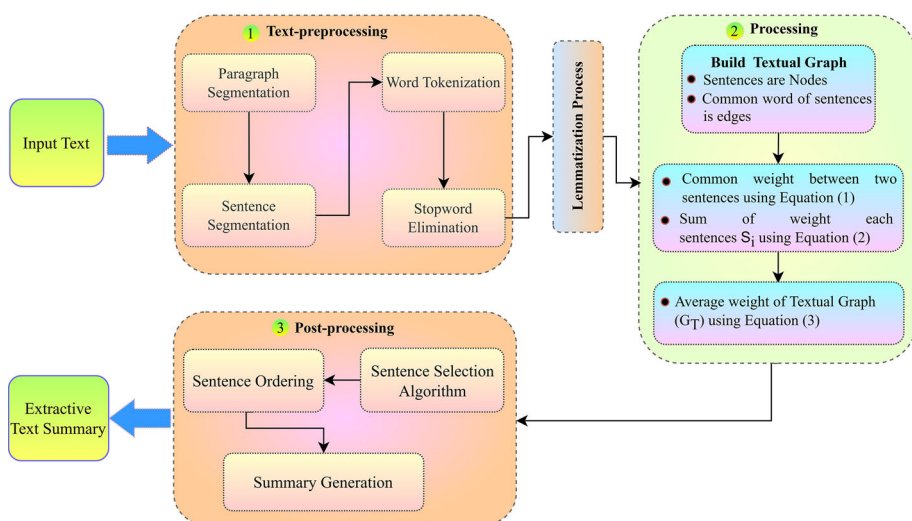 1 Text-preprocessing
Paragraph
Segmentation
Word Tokenization
Sentence
Segmentation
Stopword
Elimination
Input Text
Lemmatization Process
2 Processing
Build Textual Graph
Sentences are Nodes
Common word of sentences
is edges
Common weight between two
sentences using Equation (1)
Sum of weight each
sentences Si using Equation (2)
Average weight of Textual Graph
(GT) using Equation (3)
3 Post-processing
Sentence Selection
Algorithm
Sentence Ordering
Summary Generation
Extractive
Text Summary